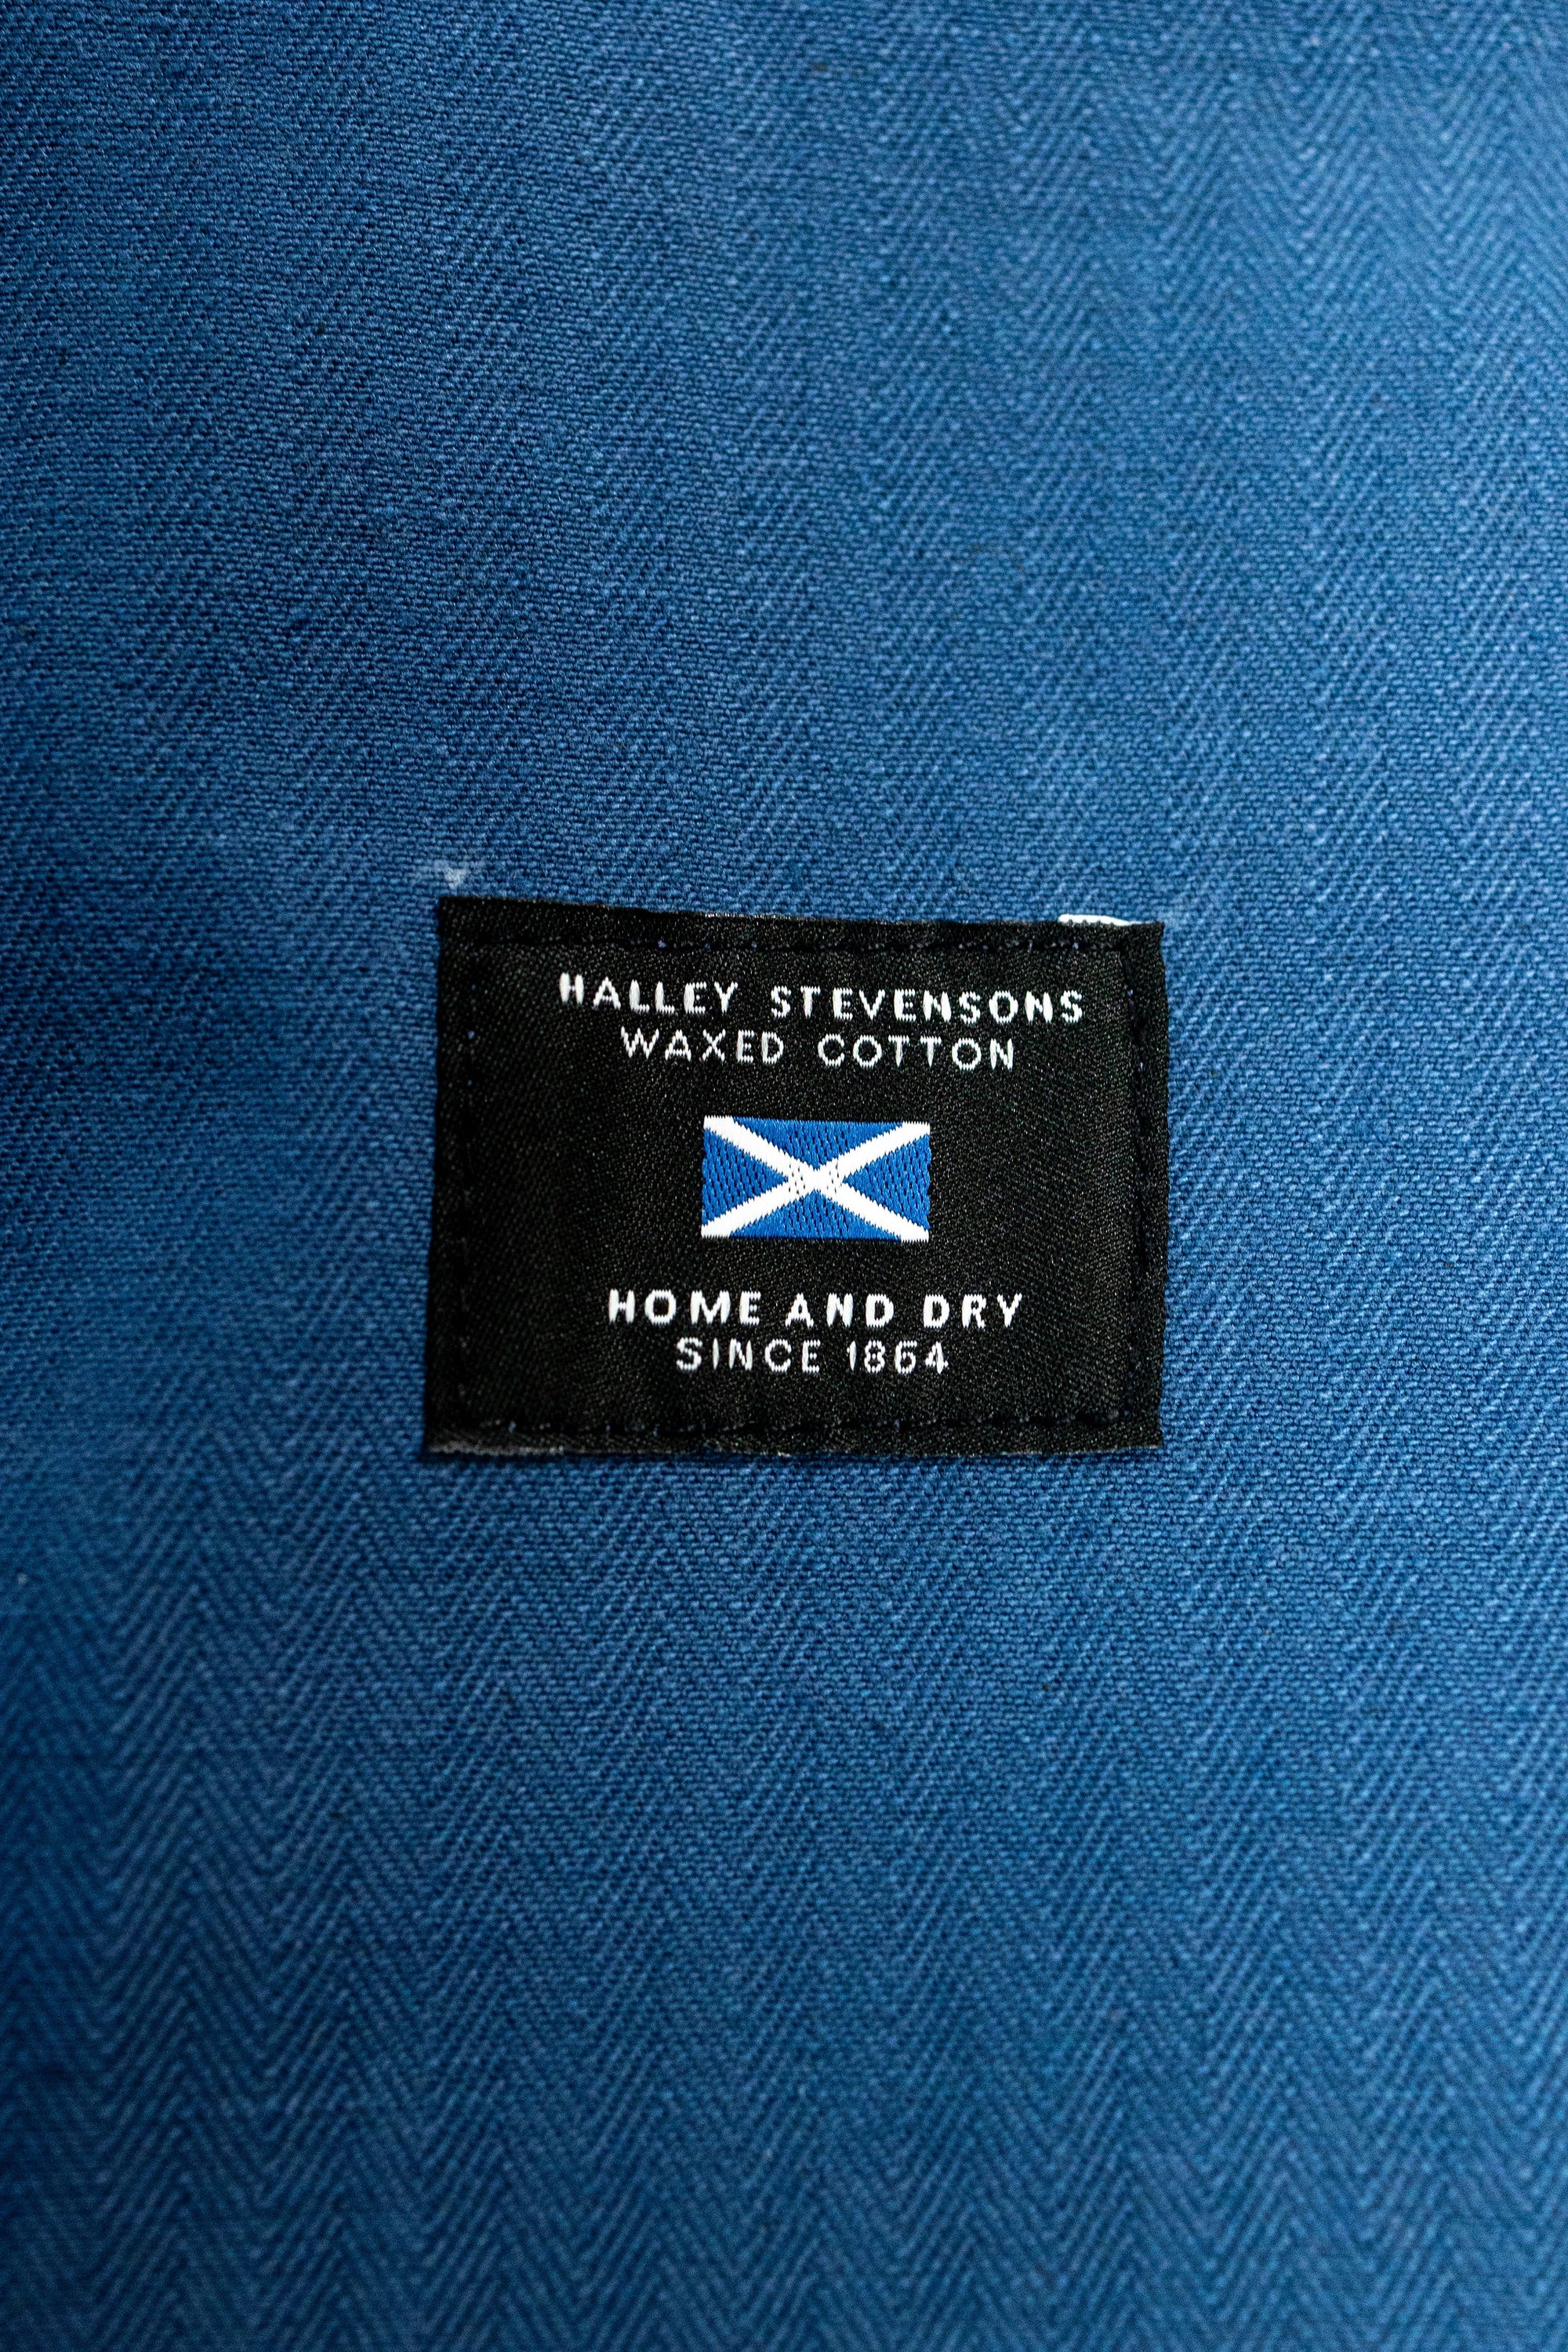 HALLEY STEVENSONS
WAXED COTTON
HOME AND DRY
SINCE 1864